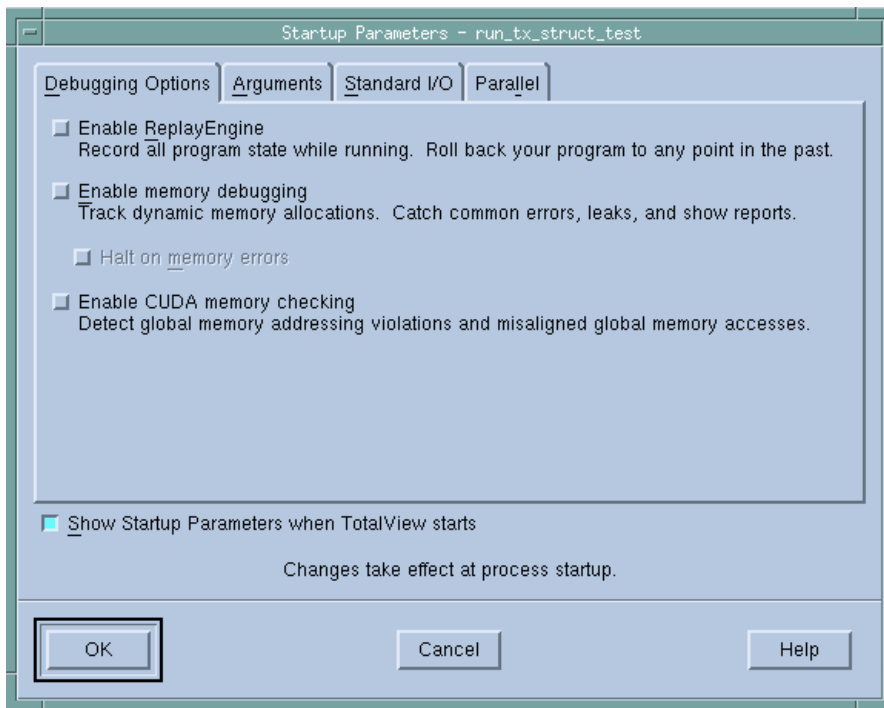 Startup Parameters - run_tx_struct_test
Debugging Options Arguments Standard I/O Parallel
Enable ReplayEngine
Record all program state while running. Roll back your program to any point in the past.
Enable memory debugging
Track dynamic memory allocations. Catch common errors, leaks, and show reports.
Halt on memory errors
Enable CUDA memory checking
Detect global memory addressing violations and misaligned global memory accesses.
Show Startup Parameters when TotalView starts
Changes take effect at process startup.
OK Cancel Help